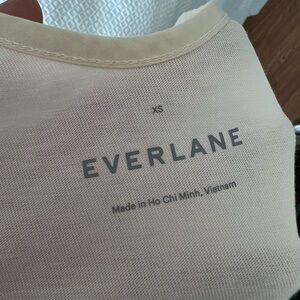 XS
EVERLANE
Made in Ho Chi Minh, Vietnam